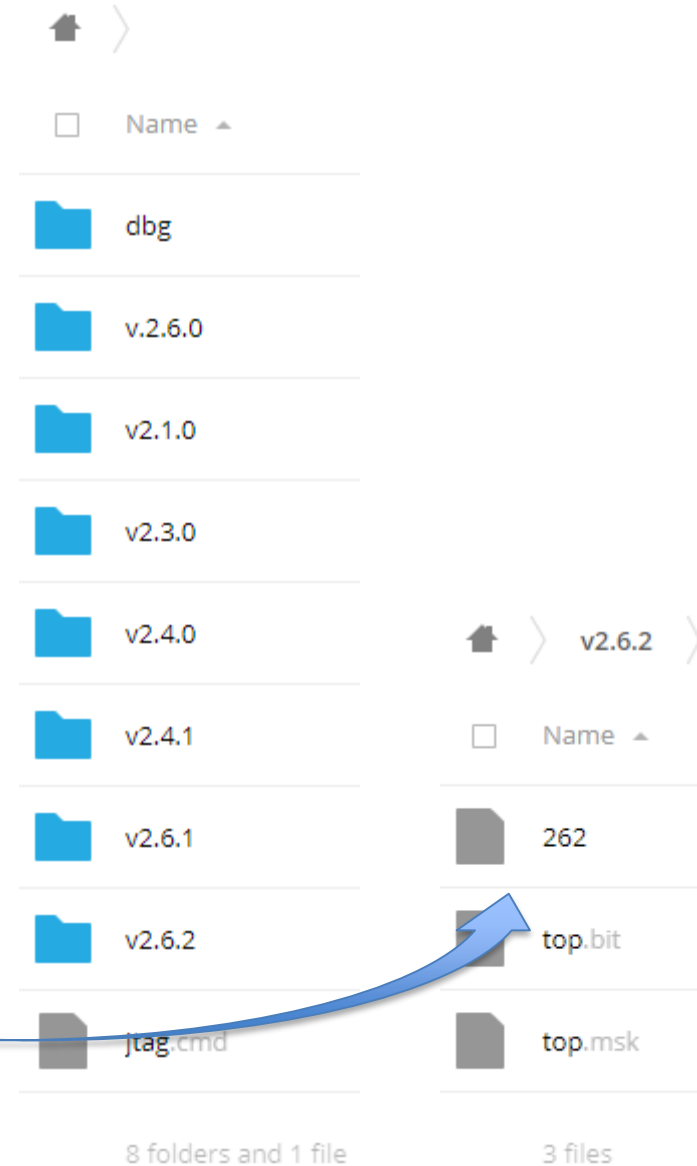 Name
dbg
v.2.6.0
v2.1.0
v2.3.0
v2.4.0
v2.4.1
v2.6.1
v2.6.2
jtag.cmd
8 folders and 1 file
v2.6.2
Name
262
top.bit
top.msk
3 files